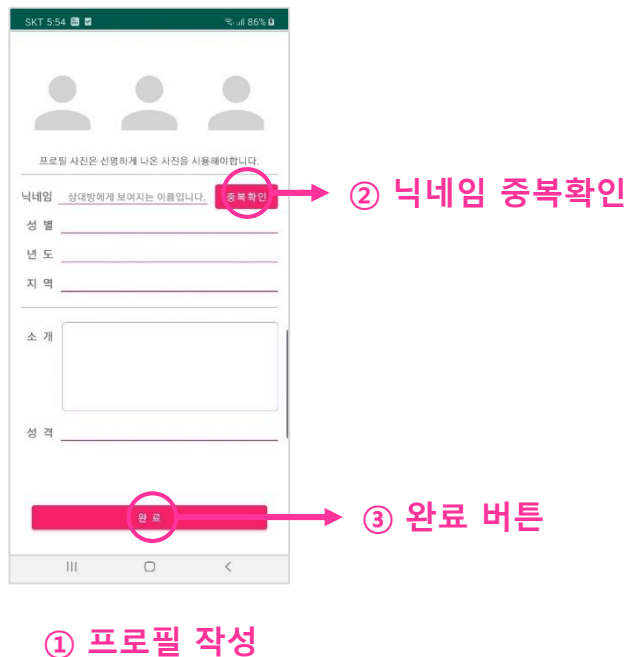 SKT 5:54
86%
프로필 사진은 선명하게 나온 사진을 사용해야합니다.
닉네임 상대방에게 보여지는 이름입니다. 중복확인
② 닉네임 중복확인
성 별
년 도
지 역
소 개
성 격
완 료
③ 완료 버튼
① 프로필 작성